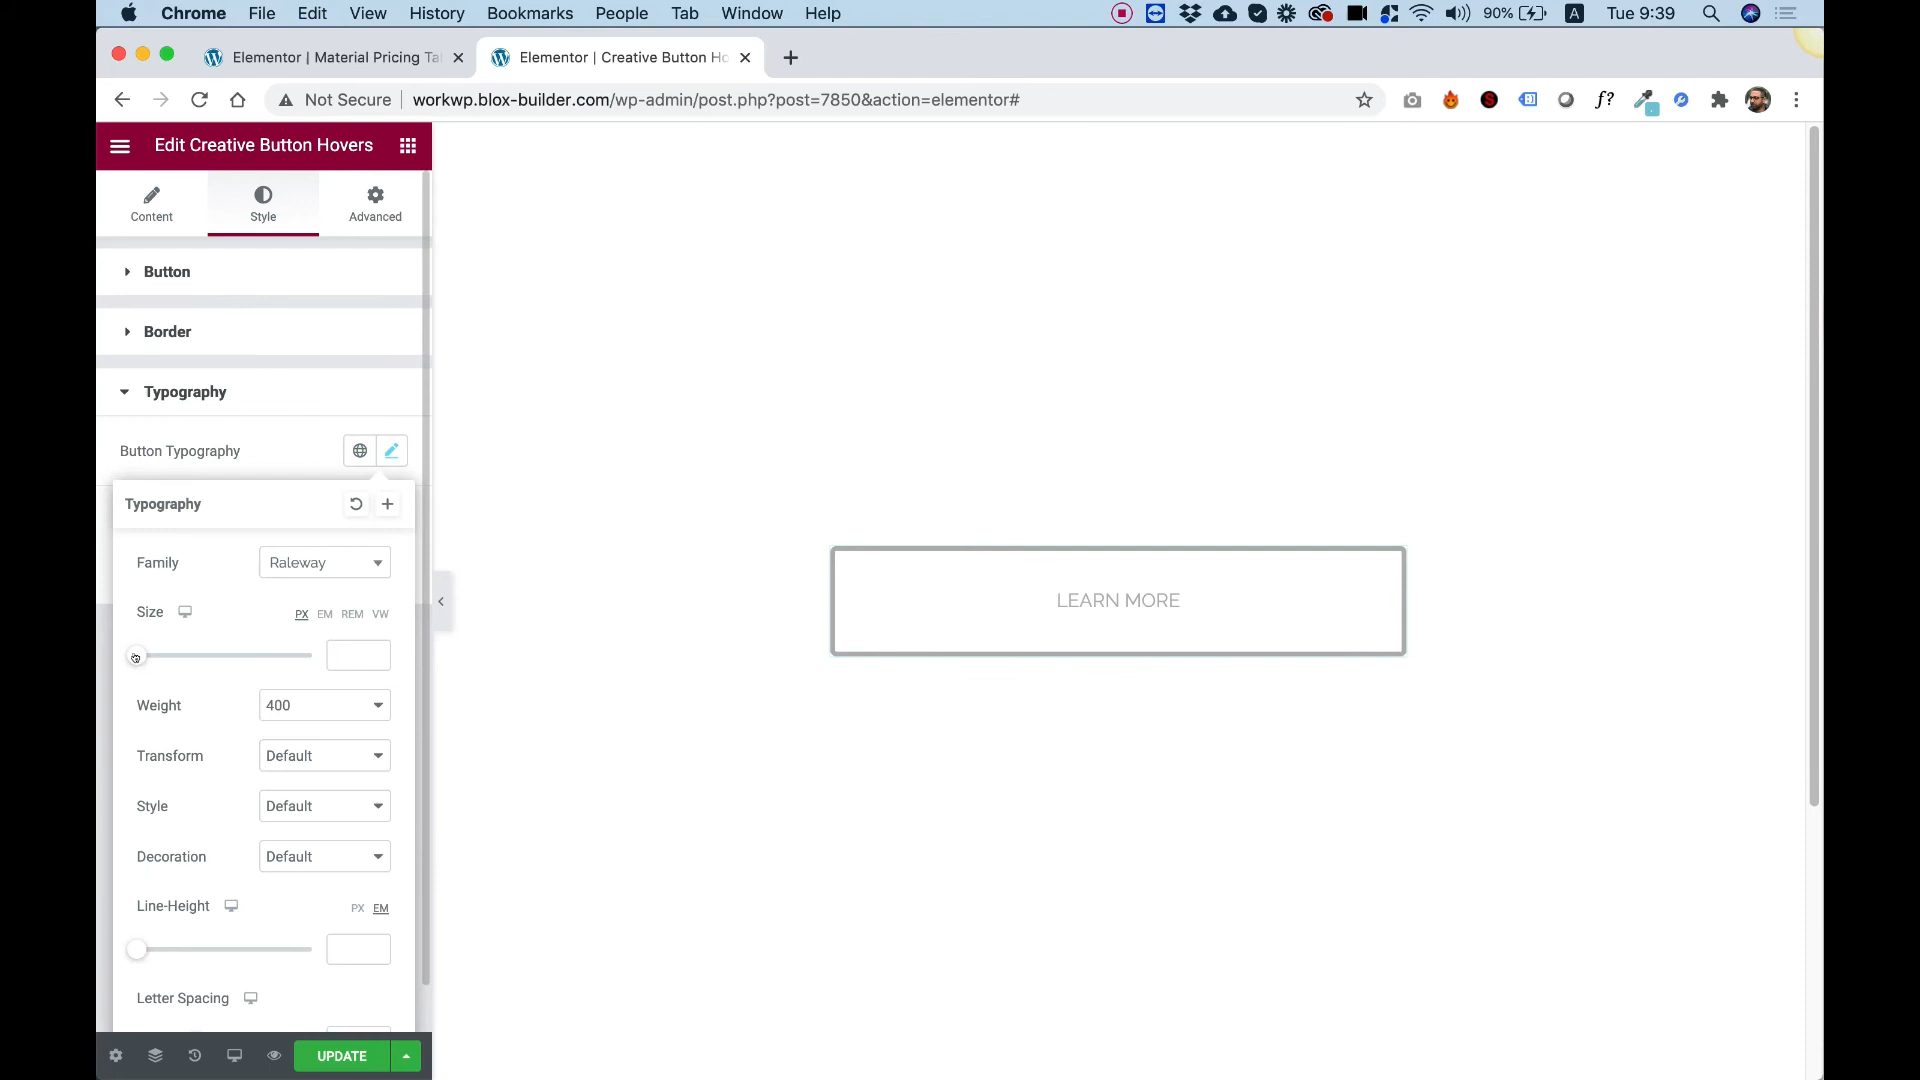 Chrome File Edit View History Bookmarks People Tab Window Help
90% A Tue 9:39
Elementor | Material Pricing Ta
Elementor | Creative Button Ho
Not Secure workwp.blox-builder.com/wp-admin/post.php?post=7850&action=elementor#
f?
Edit Creative Button Hovers
Content Style Advanced
Button
Border
Typography
Button Typography
Typography
Family Raleway
Size PX EM REM VW
LEARN MORE
Weight 400
Transform Default
Style Default
Decoration Default
Line-Height PX EM
Letter Spacing
UPDATE